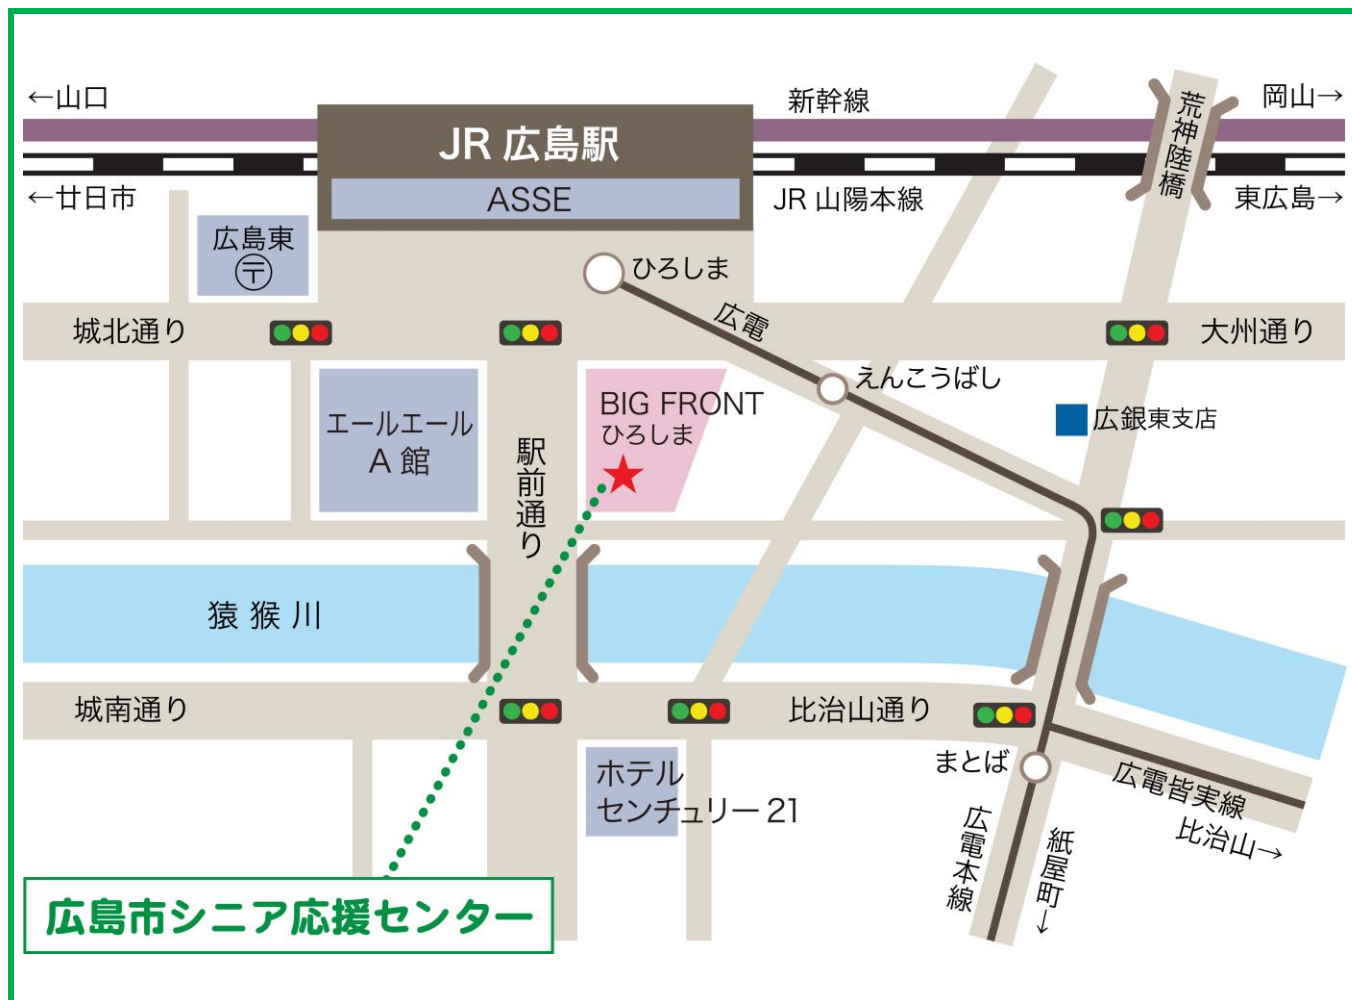 ←山口
新幹線
岡山→
荒神陸橋
JR 広島駅
ASSE
←廿日市
JR 山陽本線
東広島→
広島東
〒
ひろしま
広電
城北通り
大州通り
えんこうばし
エールエール
A 館
BIG FRONT
ひろしま
広銀東支店
駅前通り
猿猴川
城南通り
比治山通り
まとば
ホテル
センチュリー 21
広電皆実線
比治山→
広電本線
紙屋町→
広島市シニア応援センター